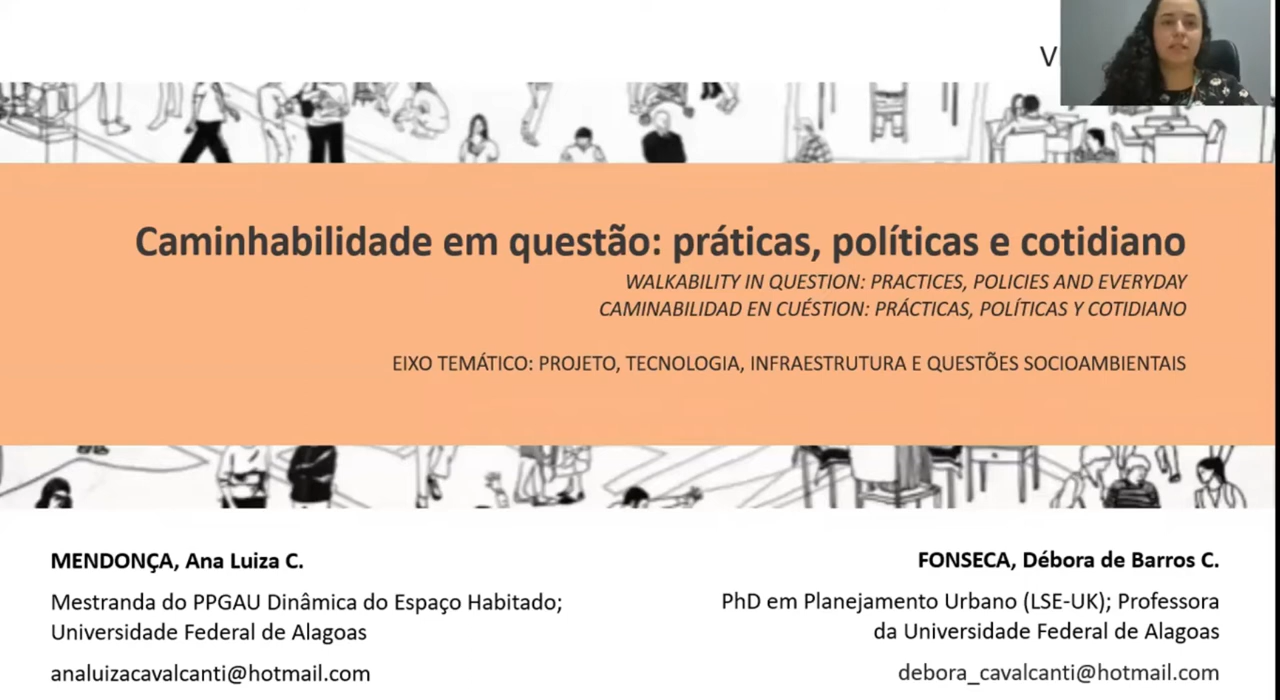 V
Caminhabilidade em questão: práticas, políticas e cotidiano
WALKABILITY IN QUESTION: PRACTICES, POLICIES AND EVERYDAY
CAMINABILIDAD EN CUÉSTION: PRÁCTICAS, POLÍTICAS Y COTIDIANO
EIXO TEMÁTICO: PROJETO, TECNOLOGIA, INFRAESTRUTURA E QUESTÕES SOCIOAMBIENTAIS
MENDONÇA, Ana Luiza C.
Mestranda do PPGAU Dinâmica do Espaço Habitado;
Universidade Federal de Alagoas
analuizacavalcanti@hotmail.com
FONSECA, Débora de Barros C.
PhD em Planejamento Urbano (LSE-UK); Professora
da Universidade Federal de Alagoas
debora_cavalcanti@hotmail.com